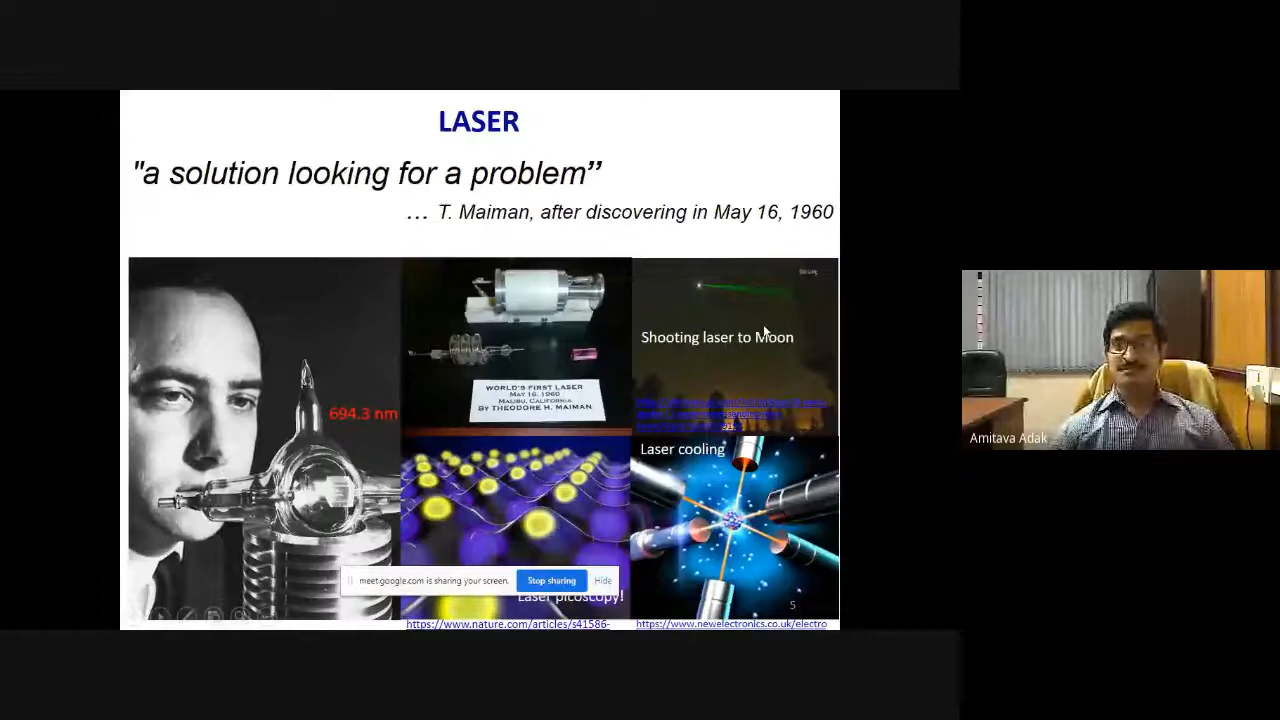 LASER
"a solution looking for a problem”
... T. Maiman, after discovering in May 16, 1960
694.3 nm
WORLD'S FIRST LASER
MAY 16, 1960
MALIBU, CALIFORNIA
BY THEODORE H. MAIMAN
Shooting laser to Moon
Laser cooling
Amitava Adak
meet.google.com is sharing your screen.
Stop sharing
Hide
Laser picoscopy!
5
https://www.nature.com/articles/s41586-
https://www.newelectronics.co.uk/electro